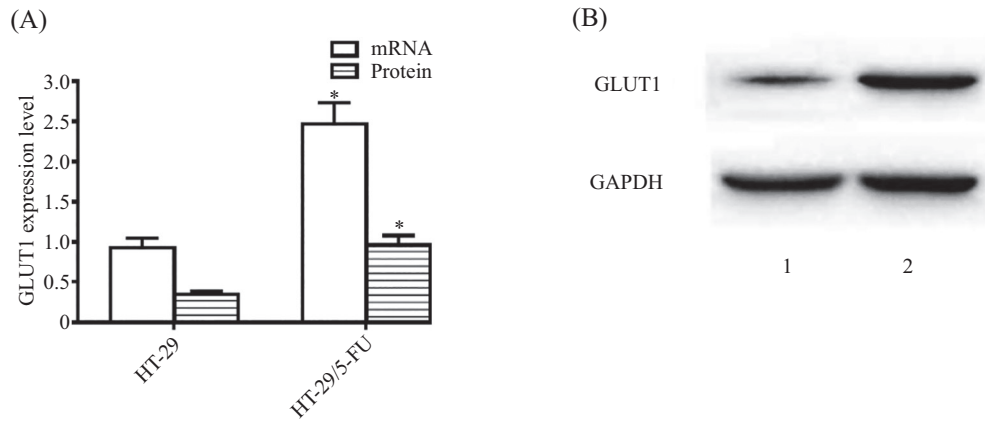 (A)
mRNA
Protein
GLUT1 expression level
3.0
2.5
2.0
1.5
1.0
0.5
0
*
*
HT-29
HT-29/5-FU
(B)
GLUT1
GAPDH
1
2